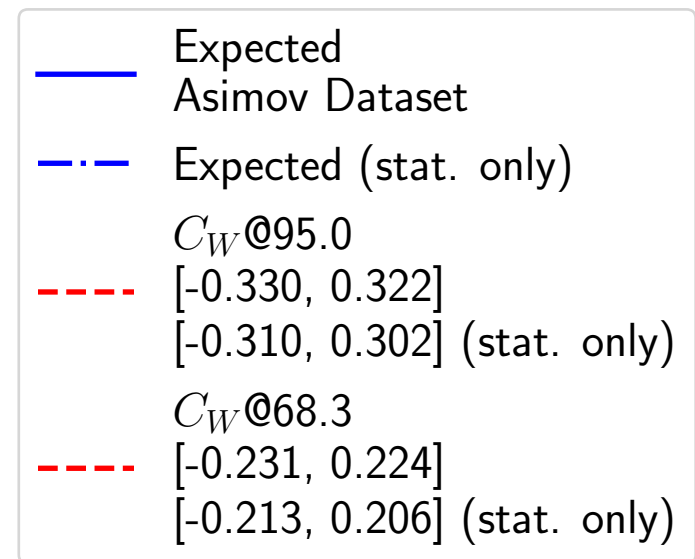 Expected
Asimov Dataset
Expected (stat. only)
$C_W$@95.0
[-0.330, 0.322]
[-0.310, 0.302] (stat. only)
$C_W$@68.3
[-0.231, 0.224]
[-0.213, 0.206] (stat. only)